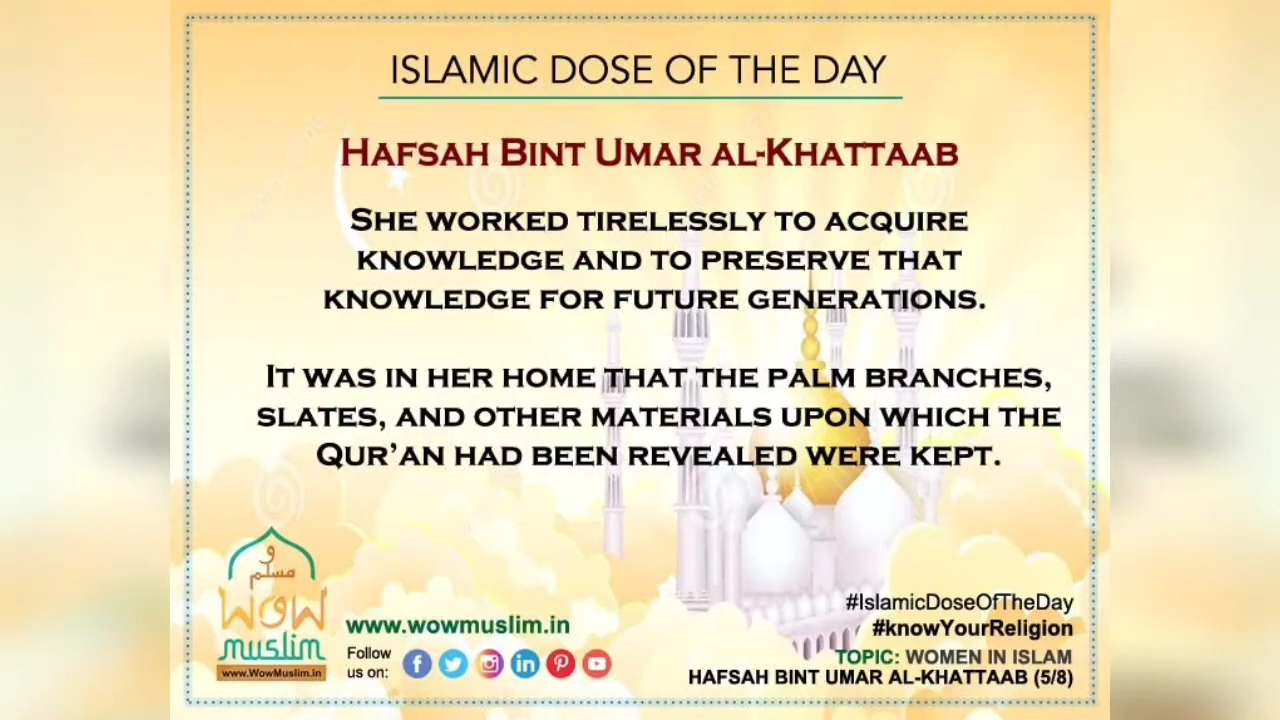 ISLAMIC DOSE OF THE DAY
HAFSAH BINT UMAR AL-KHATTAAB
SHE WORKED TIRELESSLY TO ACQUIRE
KNOWLEDGE AND TO PRESERVE THAT
KNOWLEDGE FOR FUTURE GENERATIONS.
IT WAS IN HER HOME THAT THE PALM BRANCHES,
SLATES, AND OTHER MATERIALS UPON WHICH THE
QUR'AN HAD BEEN REVEALED WERE KEPT.
و
مسلم
WOW
muslim
www.WowMuslim.in
www.wowmuslim.in
Follow
us on:
#IslamicDoseOfTheDay
#knowYourReligion
TOPIC: WOMEN IN ISLAM
HAFSAH BINT UMAR AL-KHATTAAB (5/8)